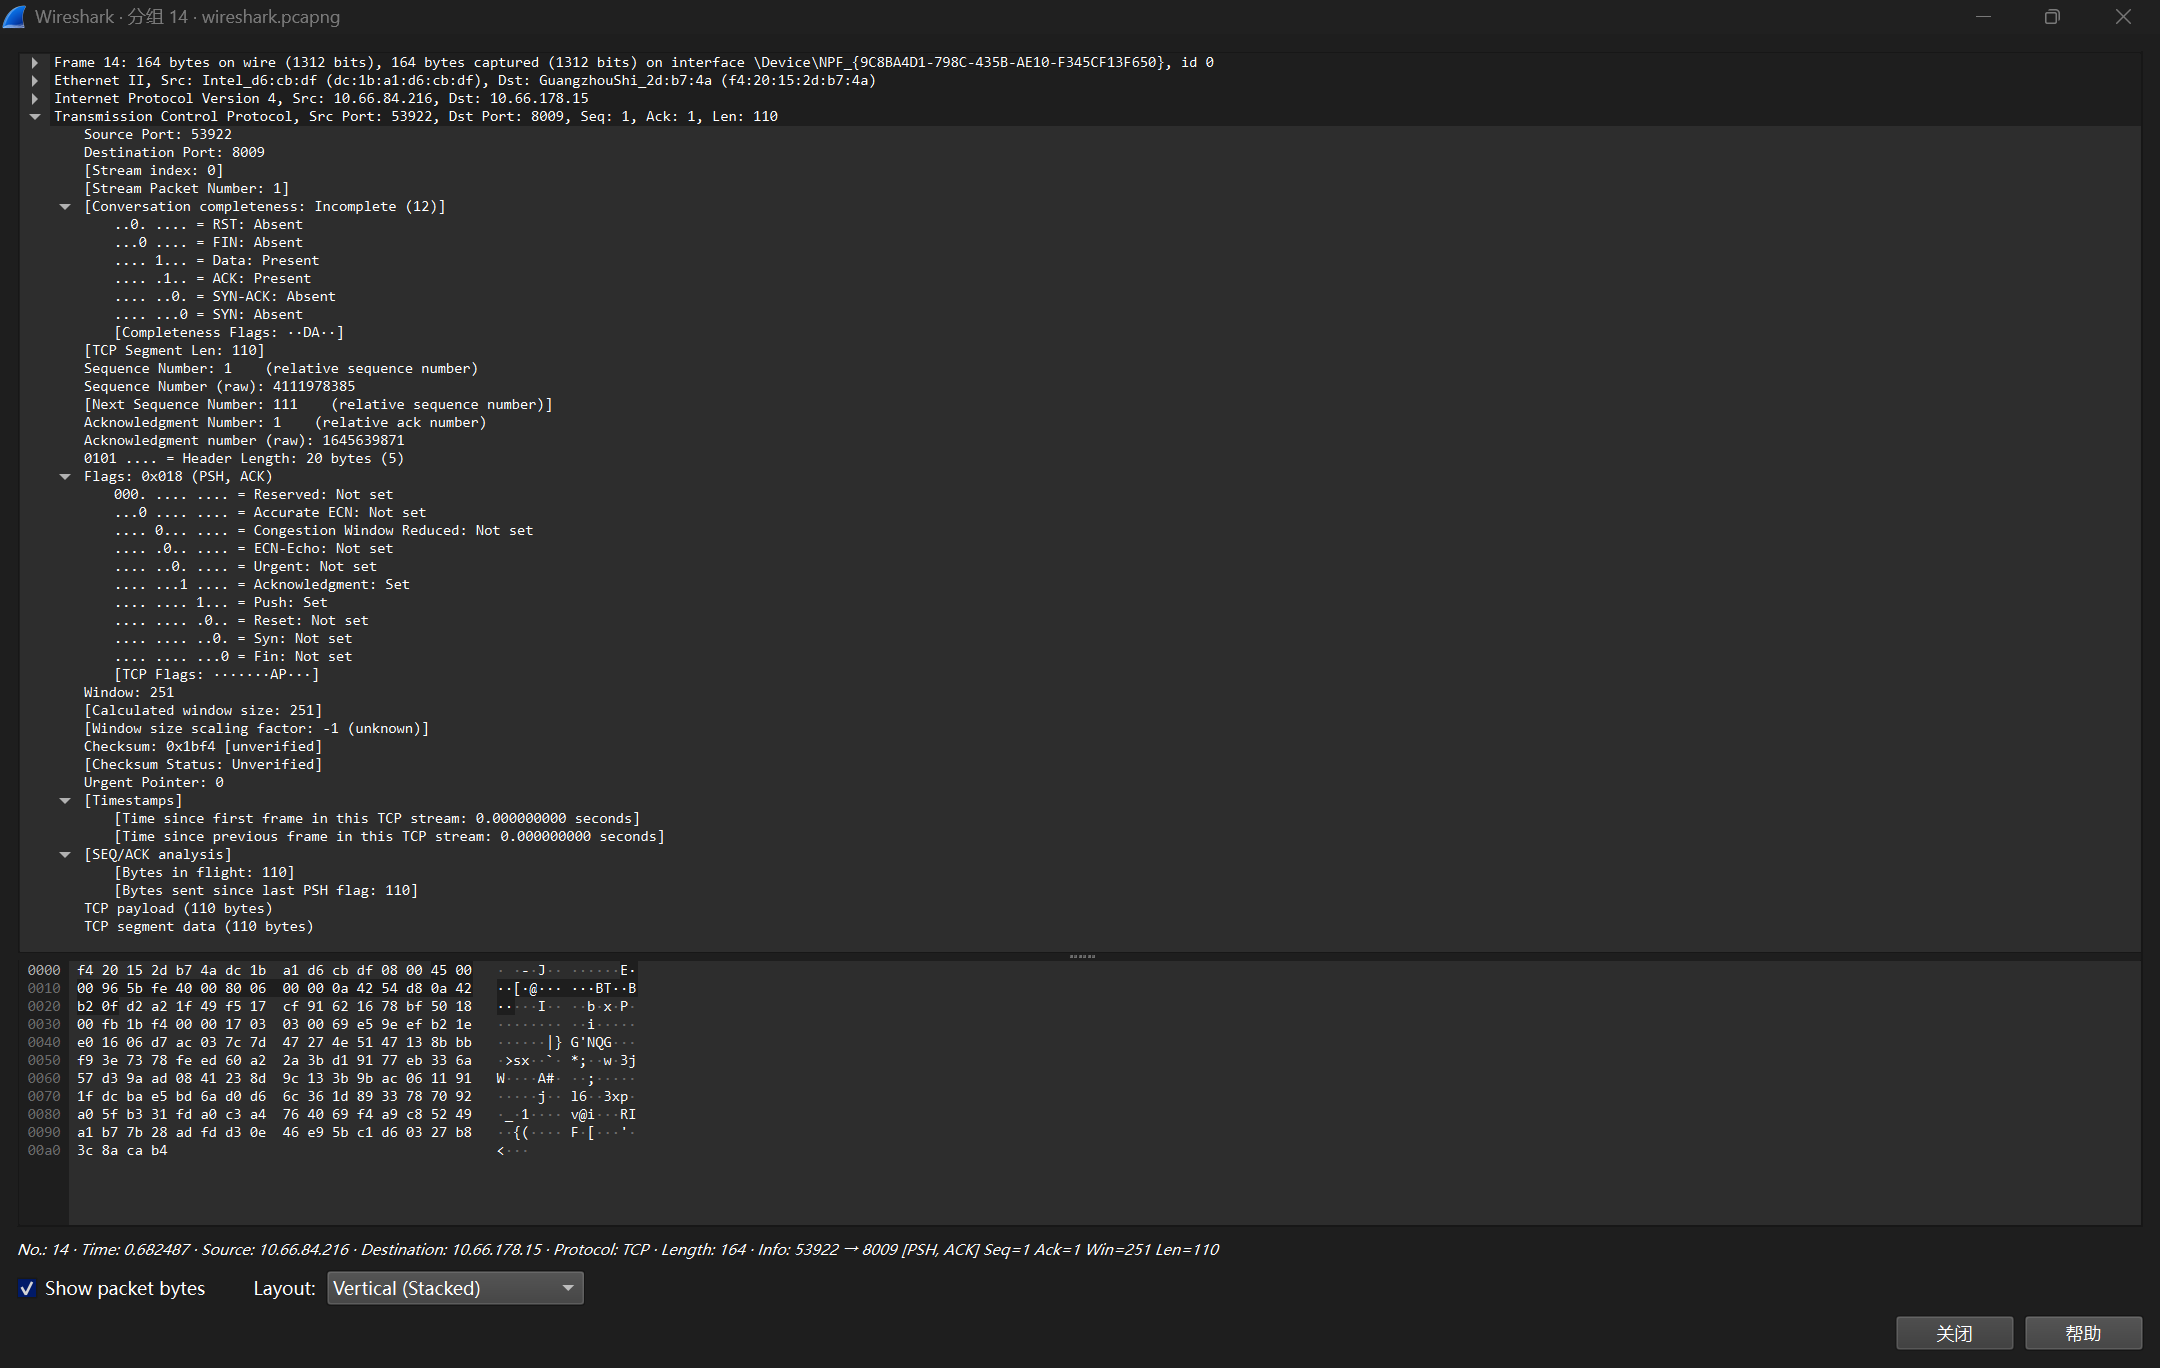 Wireshark · 分组 14 · wireshark.pcapng
Frame 14: 164 bytes on wire (1312 bits), 164 bytes captured (1312 bits) on interface \Device\NPF_{9C8BA4D1-798C-435B-AE10-F345CF13F650}, id 0
Ethernet II, Src: Intel_d6:cb:df (dc:1b:a1:d6:cb:df), Dst: GuangzhouShi_2d:b7:4a (f4:20:15:2d:b7:4a)
Internet Protocol Version 4, Src: 10.66.84.216, Dst: 10.66.178.15
Transmission Control Protocol, Src Port: 53922, Dst Port: 8009, Seq: 1, Ack: 1, Len: 110
Source Port: 53922
Destination Port: 8009
[Stream index: 0]
[Stream Packet Number: 1]
[Conversation completeness: Incomplete (12)]
..0. .... = RST: Absent
...0 .... = FIN: Absent
.... 1... = Data: Present
.... .1.. = ACK: Present
.... ..0. = SYN-ACK: Absent
.... ...0 = SYN: Absent
[Completeness Flags: ··DA··]
[TCP Segment Len: 110]
Sequence Number: 1    (relative sequence number)
Sequence Number (raw): 4111978385
[Next Sequence Number: 111    (relative sequence number)]
Acknowledgment Number: 1    (relative ack number)
Acknowledgment number (raw): 1645639871
0101 .... = Header Length: 20 bytes (5)
Flags: 0x018 (PSH, ACK)
000. .... .... = Reserved: Not set
...0 .... .... = Accurate ECN: Not set
.... 0... .... = Congestion Window Reduced: Not set
.... .0.. .... = ECN-Echo: Not set
.... ..0. .... = Urgent: Not set
.... ...1 .... = Acknowledgment: Set
.... .... 1... = Push: Set
.... .... .0.. = Reset: Not set
.... .... ..0. = Syn: Not set
.... .... ...0 = Fin: Not set
[TCP Flags: ·······AP···]
Window: 251
[Calculated window size: 251]
[Window size scaling factor: -1 (unknown)]
Checksum: 0x1bf4 [unverified]
[Checksum Status: Unverified]
Urgent Pointer: 0
[Timestamps]
[Time since first frame in this TCP stream: 0.000000000 seconds]
[Time since previous frame in this TCP stream: 0.000000000 seconds]
[SEQ/ACK analysis]
[Bytes in flight: 110]
[Bytes sent since last PSH flag: 110]
TCP payload (110 bytes)
TCP segment data (110 bytes)
0000 f4 20 15 2d b7 4a dc 1b a1 d6 cb df 08 00 45 00 · ·-·J·· ······E·
0010 00 96 5b fe 40 00 80 06 00 00 0a 42 54 d8 0a 42 ··[·@··· ···BT··B
0020 b2 0f d2 a2 1f 49 f5 17 cf 91 62 16 78 bf 50 18 ·····I·· ··b·x·P·
0030 00 fb 1b f4 00 00 17 03 03 00 69 e5 9e ef b2 1e ········ ··i·····
0040 e0 16 06 d7 ac 03 7c 7d 47 27 4e 51 47 13 8b bb ······|} G'NQG···
0050 f9 3e 73 78 fe ed 60 a2 2a 3b d1 91 77 eb 33 6a ·>sx··`· *;··w·3j
0060 57 d3 9a ad 08 41 23 8d 9c 13 3b 9b ac 06 11 91 W····A#· ··;·····
0070 1f dc ba e5 bd 6a d0 d6 6c 36 1d 89 33 78 70 92 ·····j·· l6··3xp·
0080 a0 5f b3 31 fd a0 c3 a4 76 40 69 f4 a9 c8 52 49 ·_·1···· v@i···RI
0090 a1 b7 7b 28 ad fd d3 0e 46 e9 5b c1 d6 03 27 b8 ··{(···· F·[···'·
00a0 3c 8a ca b4 <···
No.: 14 · Time: 0.682487 · Source: 10.66.84.216 · Destination: 10.66.178.15 · Protocol: TCP · Length: 164 · Info: 53922 → 8009 [PSH, ACK] Seq=1 Ack=1 Win=251 Len=110
Show packet bytes Layout: Vertical (Stacked)
关闭 帮助